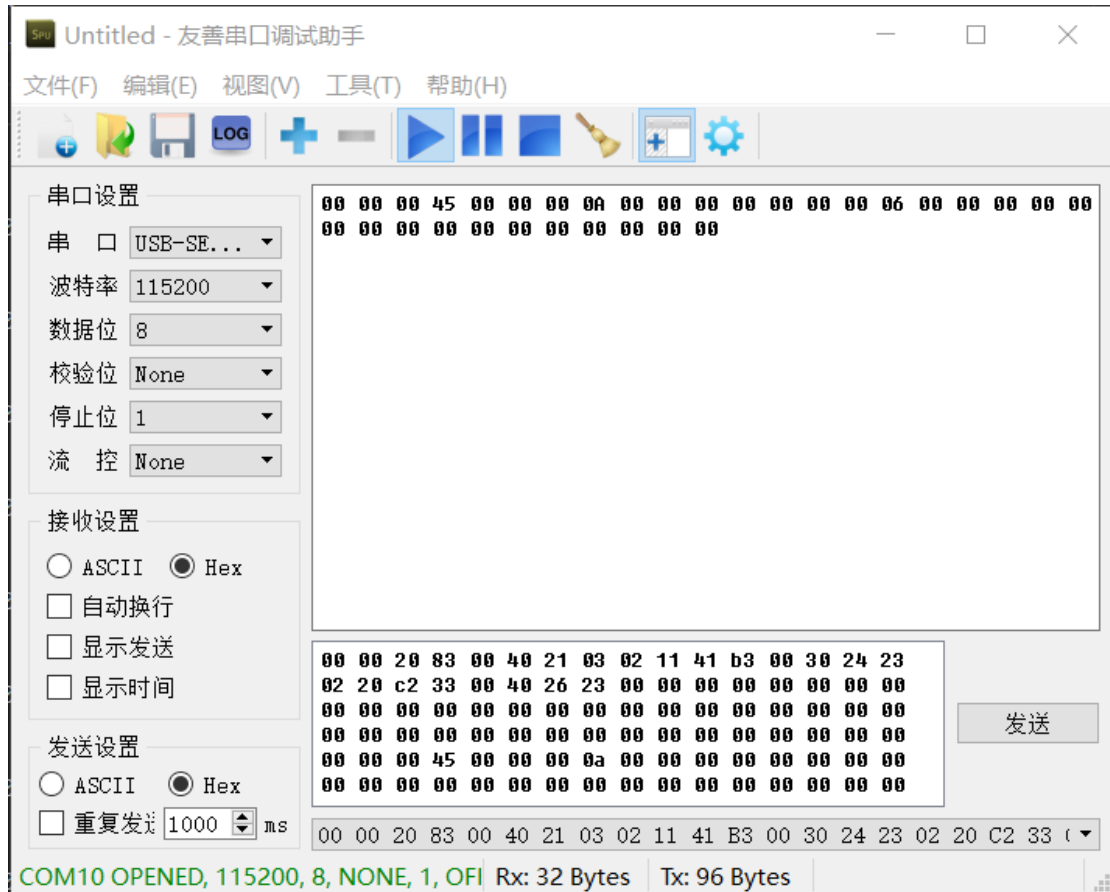 Untitled - 友善串口调试助手
文件(F) 编辑(E) 视图(V) 工具(T) 帮助(H)
LOG
串口设置
串 口 USB-SE...
波特率 115200
数据位 8
校验位 None
停止位 1
流 控 None
接收设置
ASCII Hex
自动换行
显示发送
显示时间
发送设置
ASCII Hex
重复发 1000 ms
00 00 00 45 00 00 00 0A 00 00 00 00 00 00 00 06 00 00 00 00 00
00 00 00 00 00 00 00 00 00 00 00
00 00 20 83 00 40 21 03 02 11 41 b3 00 30 24 23
02 20 c2 33 00 40 26 23 00 00 00 00 00 00 00 00
00 00 00 00 00 00 00 00 00 00 00 00 00 00 00 00
00 00 00 00 00 00 00 00 00 00 00 00 00 00 00 00
00 00 00 45 00 00 00 0a 00 00 00 00 00 00 00 00
00 00 00 00 00 00 00 00 00 00 00 00 00 00 00 00
发送
00 00 20 83 00 40 21 03 02 11 41 B3 00 30 24 23 02 20 C2 33
COM10 OPENED, 115200, 8, NONE, 1, OFF Rx: 32 Bytes Tx: 96 Bytes